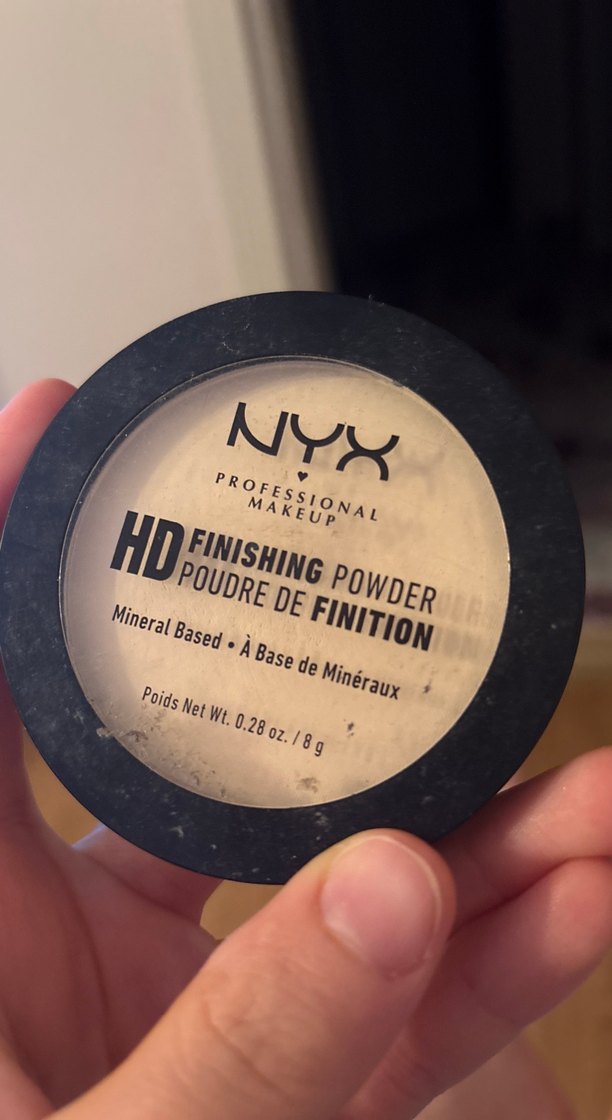 NYX
PROFESSIONAL
MAKEUP
HD FINISHING POWDER
POUDRE DE FINITION
Mineral Based • À Base de Minéraux
Poids Net Wt. 0.28 oz. / 8 g